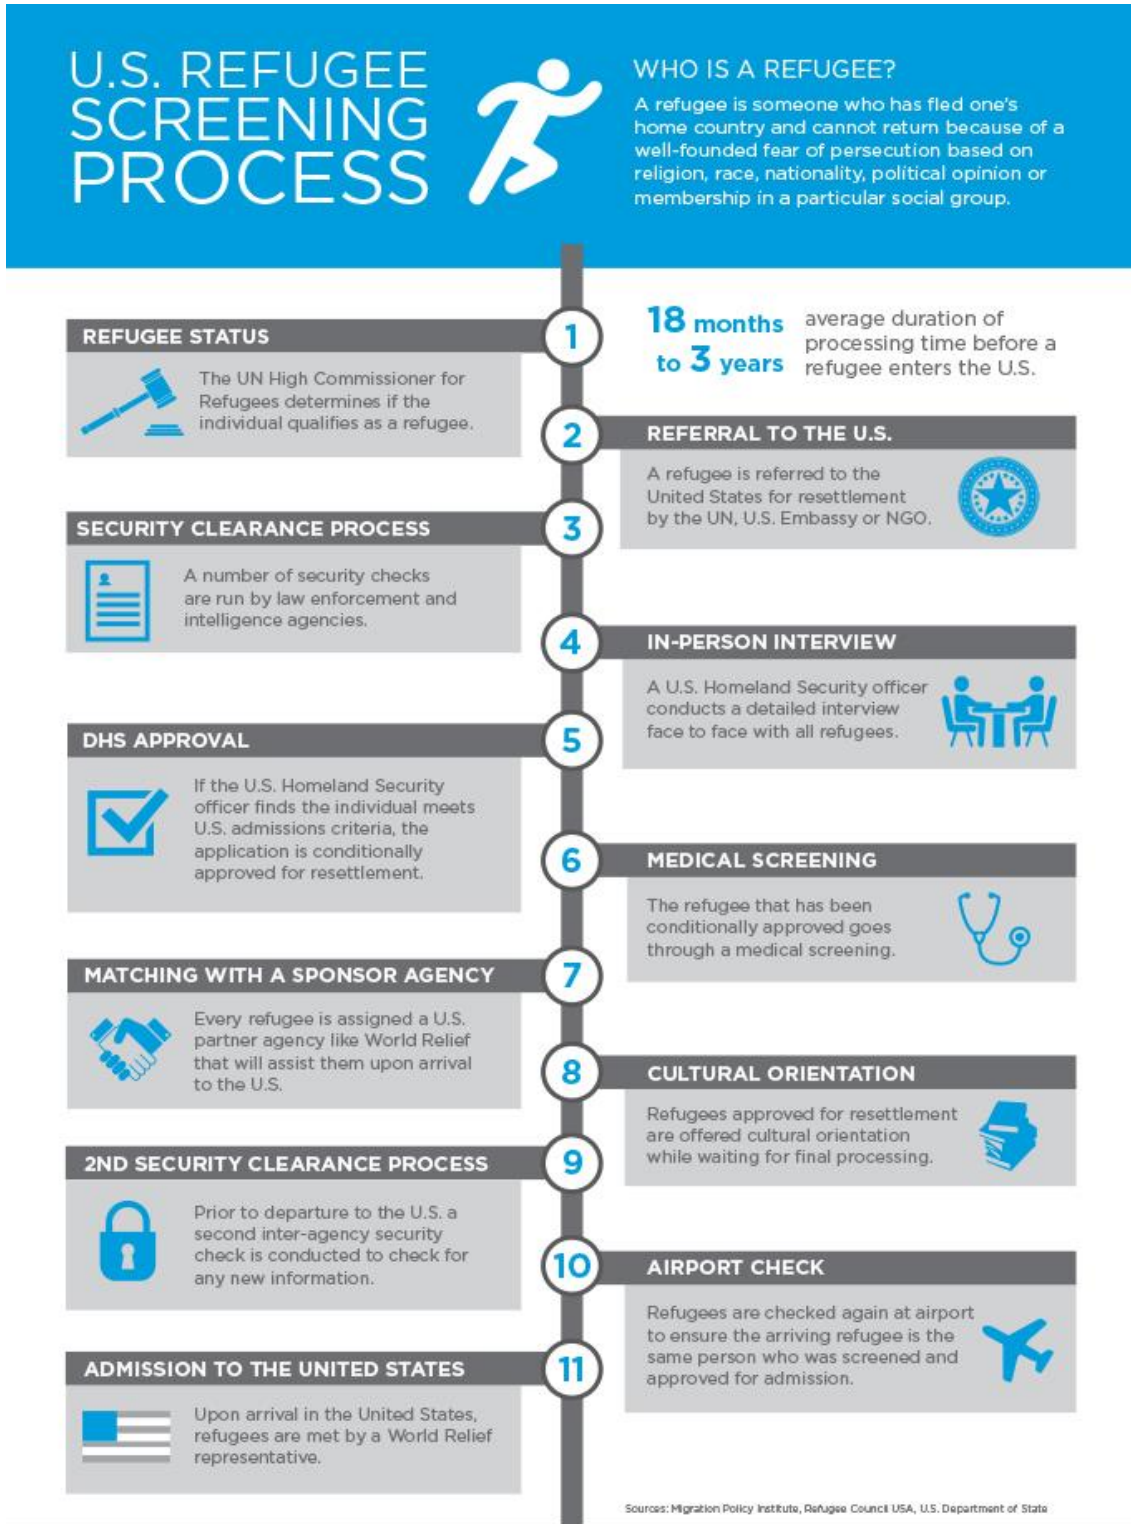 U.S. REFUGEE
SCREENING
PROCESS
WHO IS A REFUGEE?
A refugee is someone who has fled one's
home country and cannot return because of a
well-founded fear of persecution based on
religion, race, nationality, political opinion or
membership in a particular social group.
1
REFUGEE STATUS
The UN High Commissioner for
Refugees determines if the
individual qualifies as a refugee.
18 months
to 3 years
average duration of
processing time before a
refugee enters the U.S.
2
REFERRAL TO THE U.S.
A refugee is referred to the
United States for resettlement
by the UN, U.S. Embassy or NGO.
3
SECURITY CLEARANCE PROCESS
A number of security checks
are run by law enforcement and
intelligence agencies.
4
IN-PERSON INTERVIEW
A U.S. Homeland Security officer
conducts a detailed interview
face to face with all refugees.
5
DHS APPROVAL
If the U.S. Homeland Security
officer finds the individual meets
U.S. admissions criteria, the
application is conditionally
approved for resettlement.
6
MEDICAL SCREENING
The refugee that has been
conditionally approved goes
through a medical screening.
7
MATCHING WITH A SPONSOR AGENCY
Every refugee is assigned a U.S.
partner agency like World Relief
that will assist them upon arrival
to the U.S.
8
CULTURAL ORIENTATION
Refugees approved for resettlement
are offered cultural orientation
while waiting for final processing.
9
2ND SECURITY CLEARANCE PROCESS
Prior to departure to the U.S. a
second inter-agency security
check is conducted to check for
any new information.
10
AIRPORT CHECK
Refugees are checked again at airport
to ensure the arriving refugee is the
same person who was screened and
approved for admission.
11
ADMISSION TO THE UNITED STATES
Upon arrival in the United States,
refugees are met by a World Relief
representative.
Sources: Migration Policy Institute, Refugee Council USA, U.S. Department of State